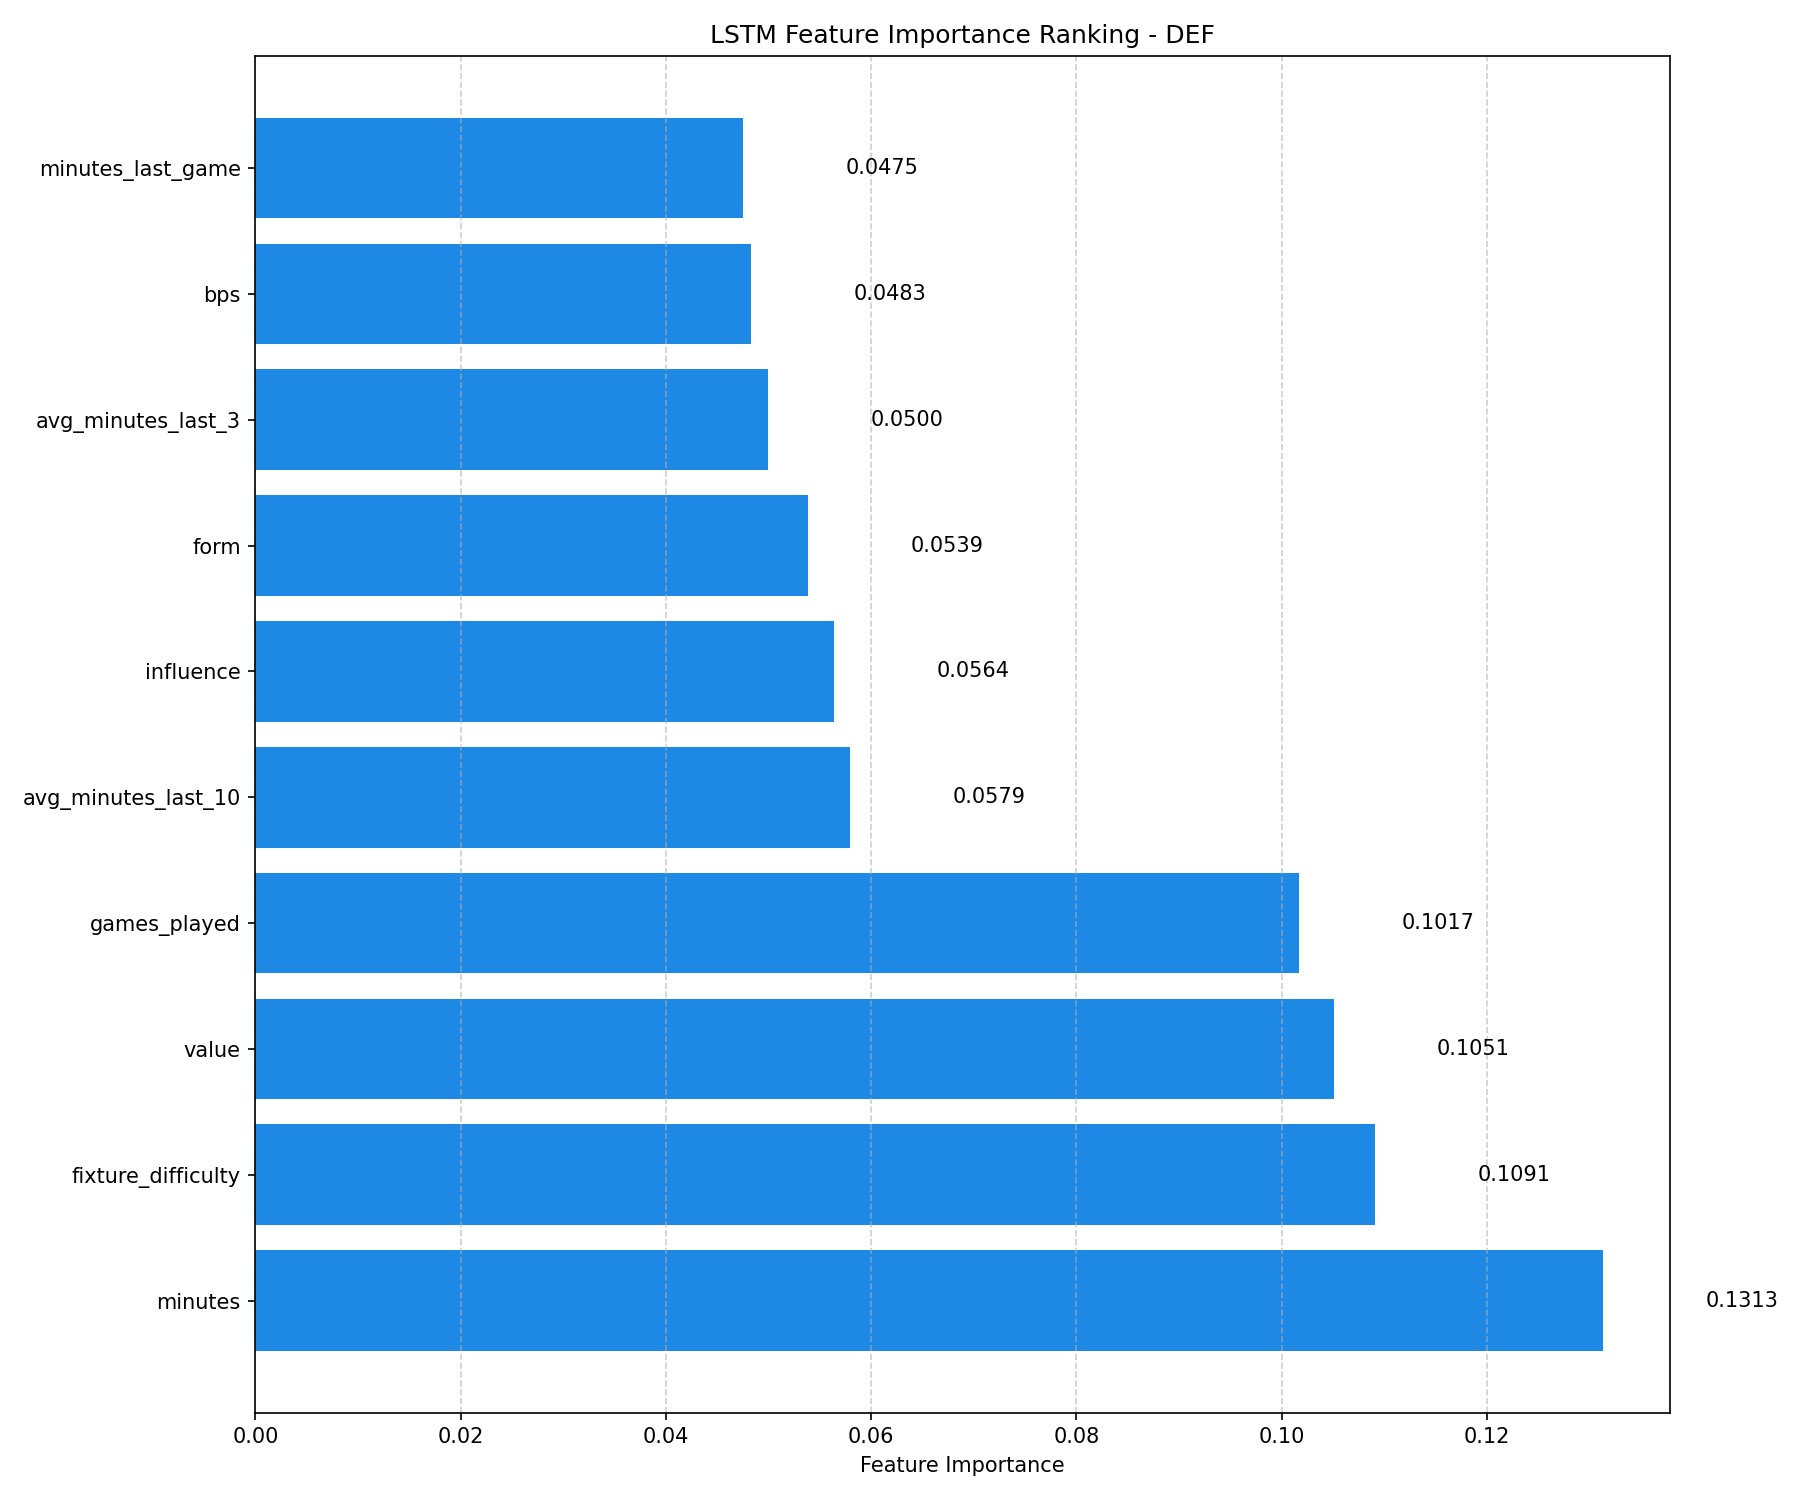 LSTM Feature Importance Ranking - DEF
minutes_last_game 0.0475
bps 0.0483
avg_minutes_last_3 0.0500
form 0.0539
influence 0.0564
avg_minutes_last_10 0.0579
games_played 0.1017
value 0.1051
fixture_difficulty 0.1091
minutes 0.1313
0.00 0.02 0.04 0.06 0.08 0.10 0.12
Feature Importance